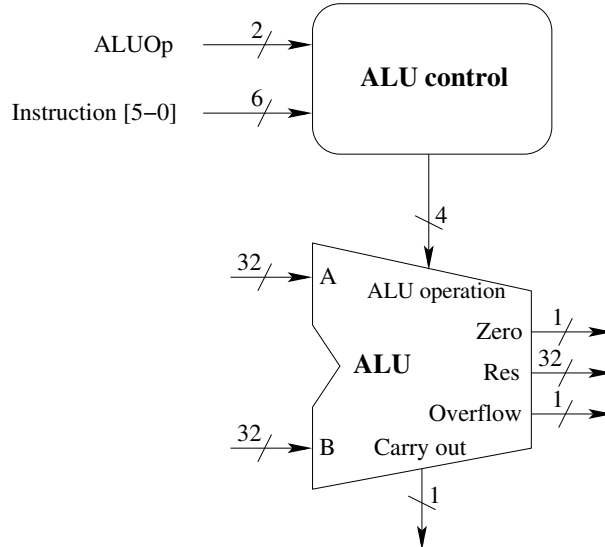 ALUOp
2
ALU control
Instruction [5−0]
6
4
32
A
ALU operation
Zero
1
ALU
Res
32
Overflow
1
32
B
Carry out
1